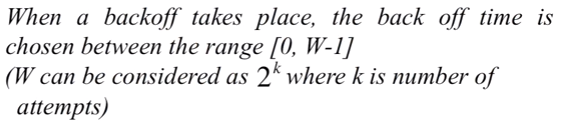 When a backoff takes place, the back off time is
chosen between the range [0, W-1]
(W can be considered as 2^k where k is number of
attempts)